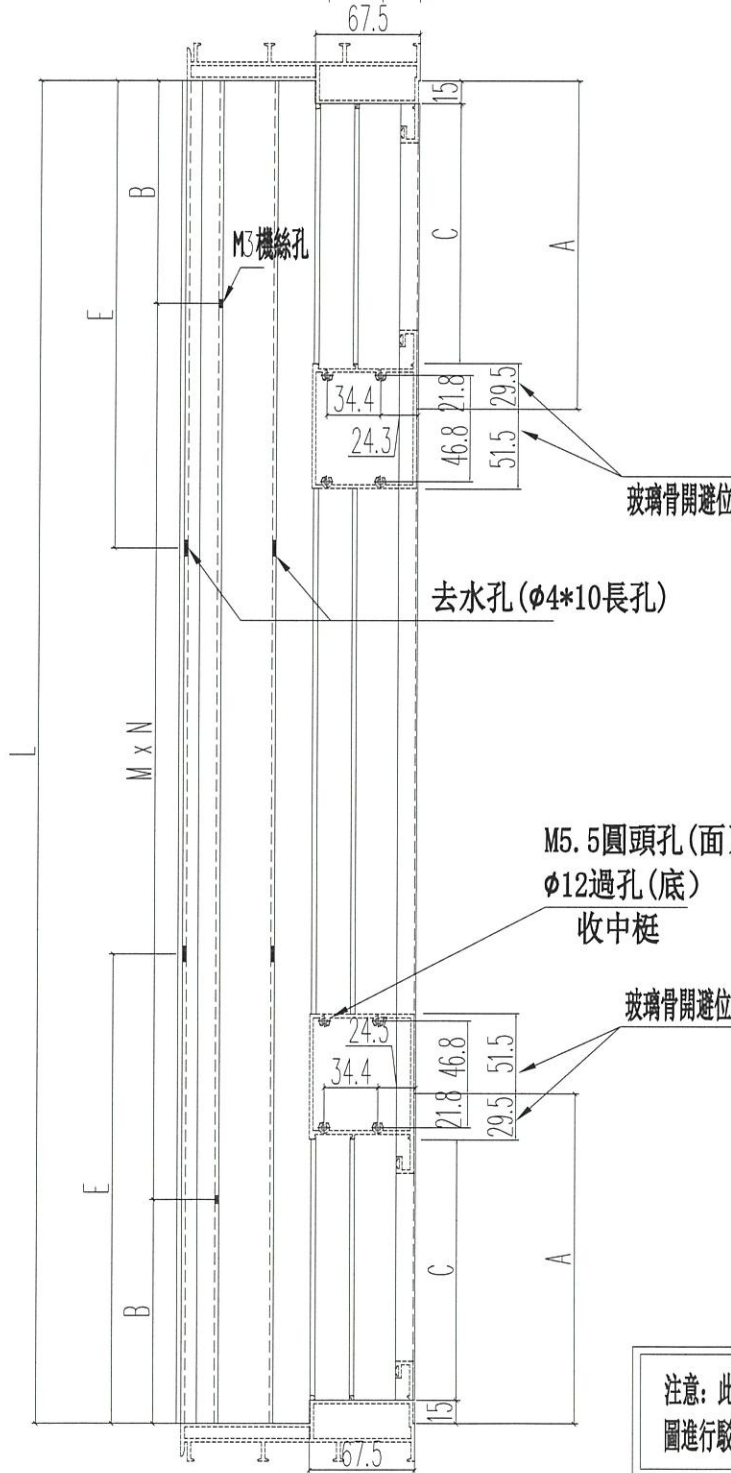 67.5
15
B
C
A
E
M3機絲孔
34.4
21.8
29.5
24.3
46.8
51.5
玻璃骨開避位
去水孔(Φ4*10長孔)
L
M x N
M5.5圓頭孔(面)
Φ12過孔(底)
收中梃
玻璃骨開避位
24.3
46.8
51.5
34.4
21.8
29.5
E
C
A
B
15
67.5
注意：此
圖進行駁